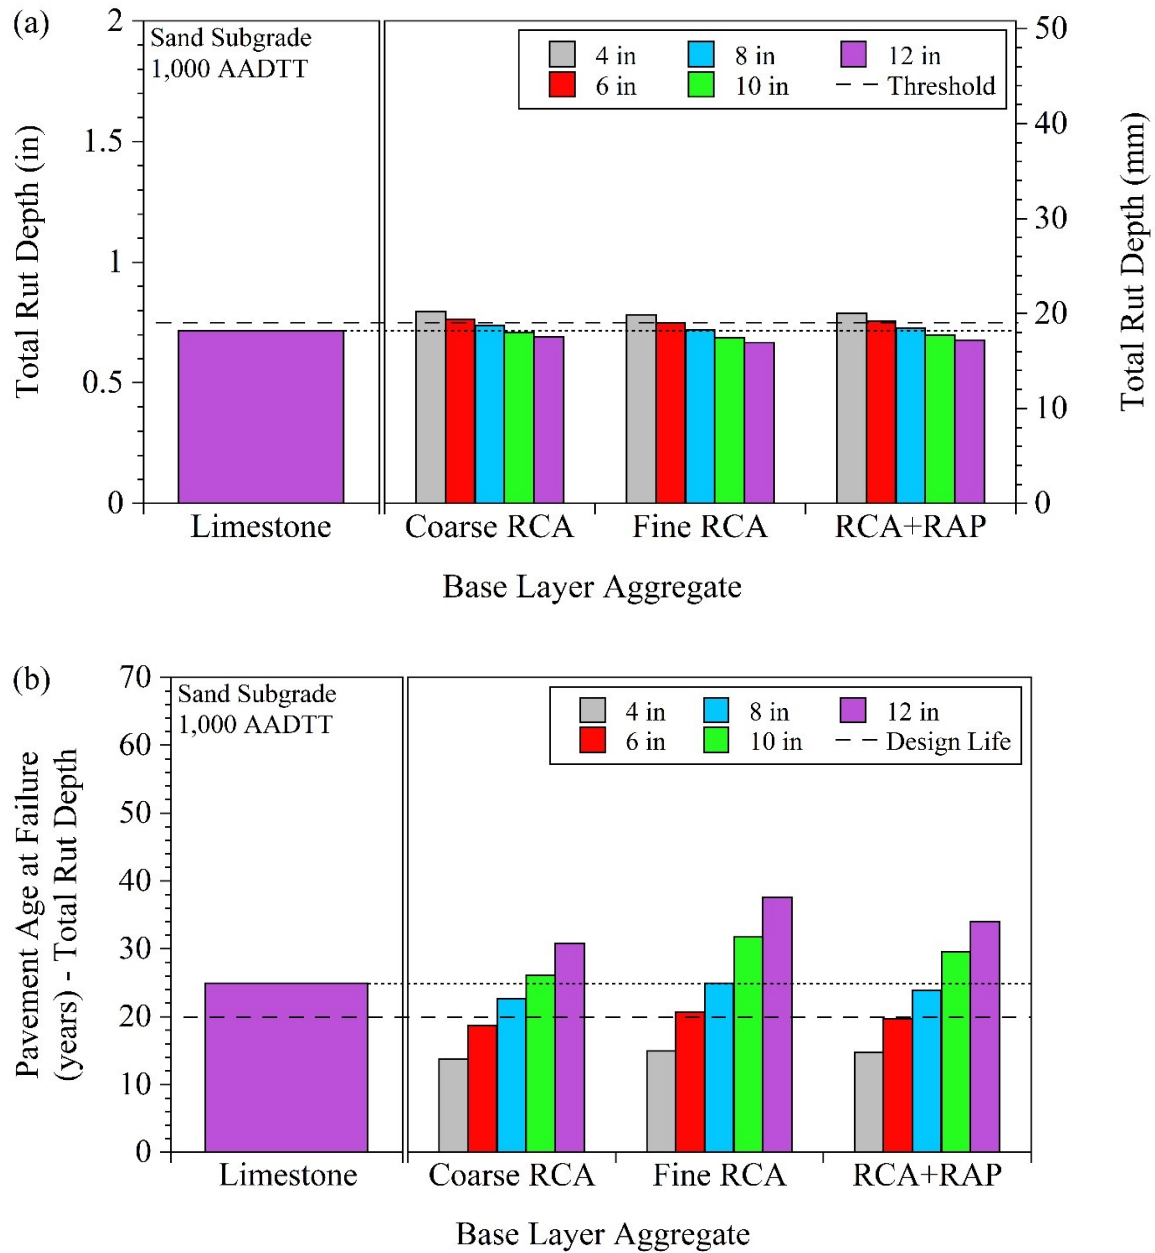 (a)
Total Rut Depth (in)
2
1.5
1
0.5
0
Sand Subgrade
1,000 AADTT
4 in 8 in 12 in
6 in 10 in Threshold
50
40
30
20
10
0
Total Rut Depth (mm)
Limestone Coarse RCA Fine RCA RCA+RAP
Base Layer Aggregate
(b)
Pavement Age at Failure
(years) - Total Rut Depth
70
60
50
40
30
20
10
0
Sand Subgrade
1,000 AADTT
4 in 8 in 12 in
6 in 10 in Design Life
Limestone Coarse RCA Fine RCA RCA+RAP
Base Layer Aggregate